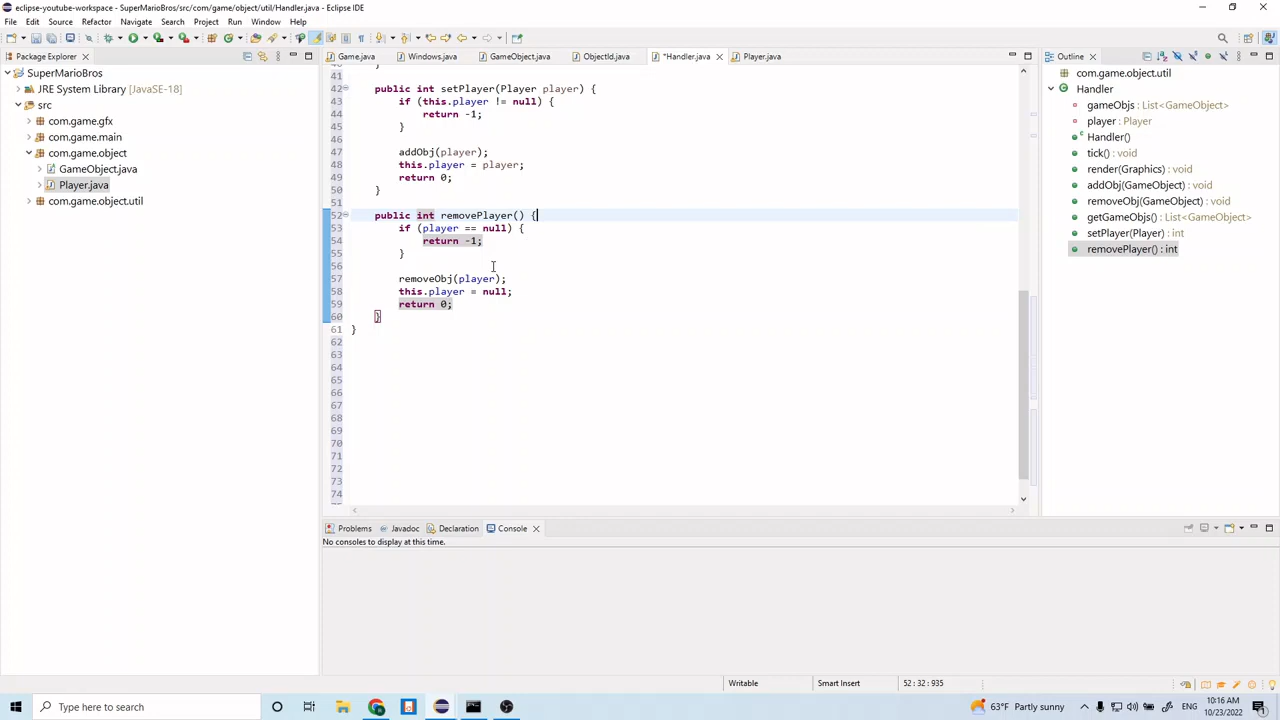 eclipse-youtube-workspace - SuperMarioBros/src/com/game/object/util/Handler.java - Eclipse IDE
File Edit Source Refactor Navigate Search Project Run Window Help
Package Explorer
SuperMarioBros
JRE System Library [JavaSE-18]
src
com.game.gfx
com.game.main
com.game.object
GameObject.java
Player.java
com.game.object.util
Game.java
Windows.java
GameObject.java
ObjectId.java
*Handler.java
Player.java
40 }
41
42 public int setPlayer(Player player) {
43 if (this.player != null) {
44 return -1;
45 }
46
47 addObj(player);
48 this.player = player;
49 return 0;
50 }
51
52 public int removePlayer() {
53 if (player == null) {
54 return -1;
55 }
56
57 removeObj(player);
58 this.player = null;
59 return 0;
60 }
61 }
62
63
64
65
66
67
68
69
70
71
72
73
74
Outline
com.game.object.util
Handler
gameObjs : List<GameObject>
player : Player
Handler()
tick() : void
render(Graphics) : void
addObj(GameObject) : void
removeObj(GameObject) : void
getGameObjs() : List<GameObject>
setPlayer(Player) : int
removePlayer() : int
Problems Javadoc Declaration Console
No consoles to display at this time.
Writable Smart Insert 52 : 32 : 935
Type here to search
63°F Partly sunny
10:16 AM
10/23/2022